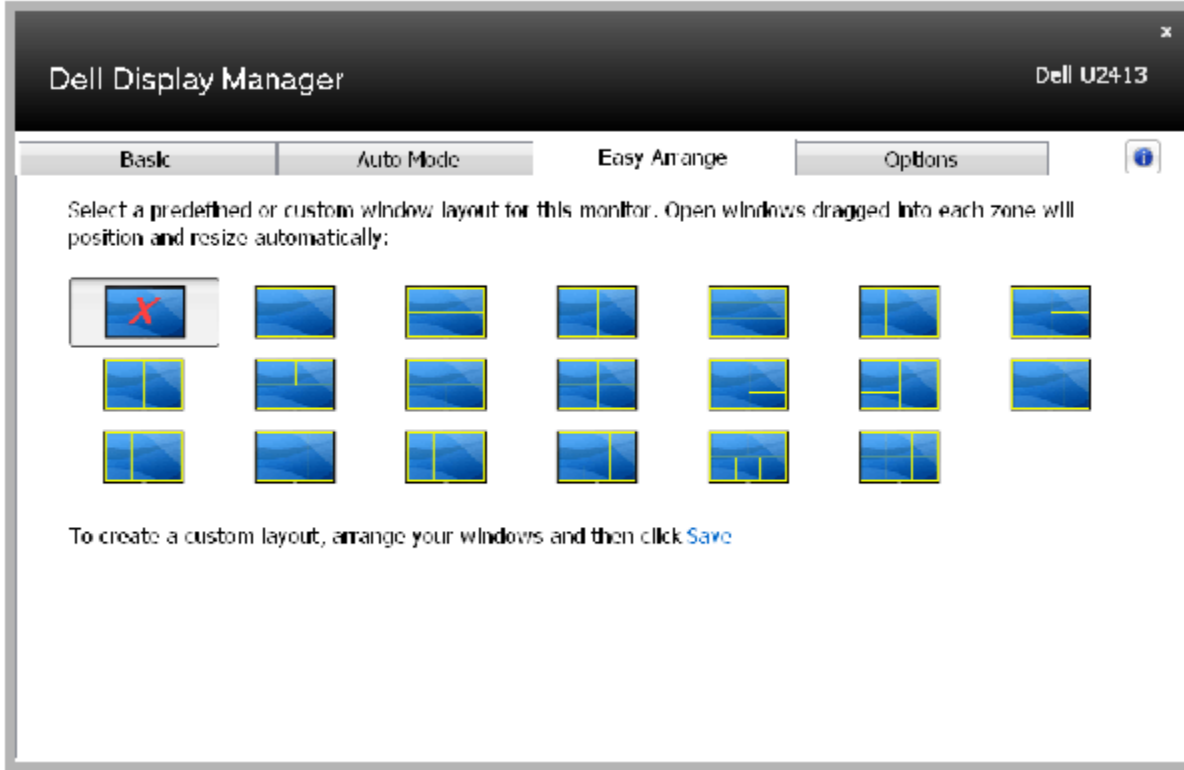 x
Dell Display Manager
Dell U2413
Basic
Auto Mode
Easy Arrange
Options
i
Select a predefined or custom window layout for this monitor. Open windows dragged into each zone will
position and resize automatically:
X
To create a custom layout, arrange your windows and then click Save